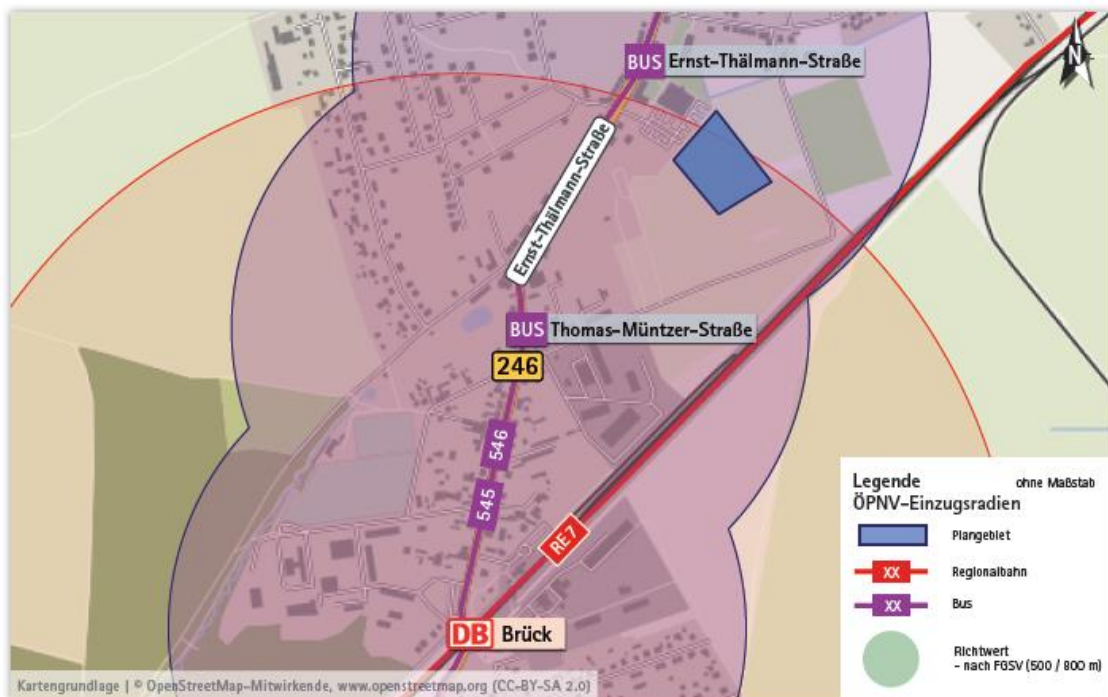 N
BUS Ernst-Thälmann-Straße
Ernst-Thälmann-Straße
BUS Thomas-Müntzer-Straße
246
546
545
RE7
DB Brück
Legende
ohne Maßstab
ÖPNV-Einzugsradien
Plangebiet
XX Regionalbahn
XX Bus
Richtwert
- nach FGSV (500 / 800 m)
Kartengrundlage | © OpenStreetMap-Mitwirkende, www.openstreetmap.org (CC-BY-SA 2.0)